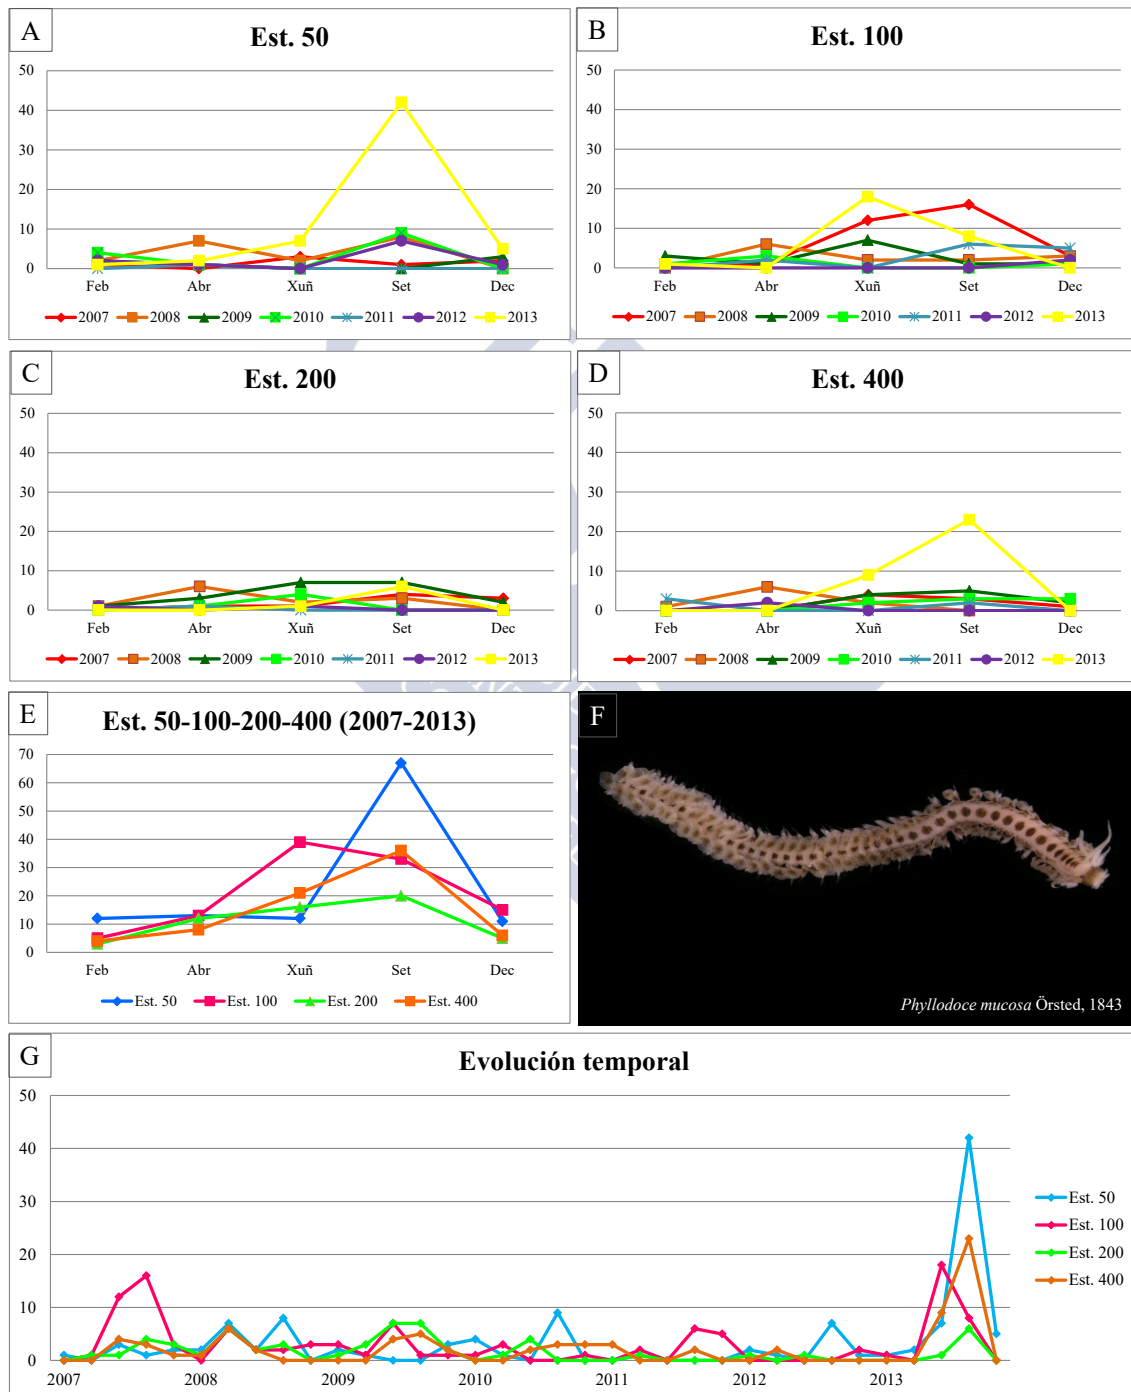 A
Est. 50
50
40
30
20
10
0
Feb Abr Xuñ Set Dec
2007 2008 2009 2010 2011 2012 2013
B
Est. 100
50
40
30
20
10
0
Feb Abr Xuñ Set Dec
2007 2008 2009 2010 2011 2012 2013
C
Est. 200
50
40
30
20
10
0
Feb Abr Xuñ Set Dec
2007 2008 2009 2010 2011 2012 2013
D
Est. 400
50
40
30
20
10
0
Feb Abr Xuñ Set Dec
2007 2008 2009 2010 2011 2012 2013
E
Est. 50-100-200-400 (2007-2013)
70
60
50
40
30
20
10
0
Feb Abr Xuñ Set Dec
Est. 50 Est. 100 Est. 200 Est. 400
F
Phyllodoce mucosa Örsted, 1843
G
Evolución temporal
50
40
30
20
10
0
2007 2008 2009 2010 2011 2012 2013
Est. 50
Est. 100
Est. 200
Est. 400